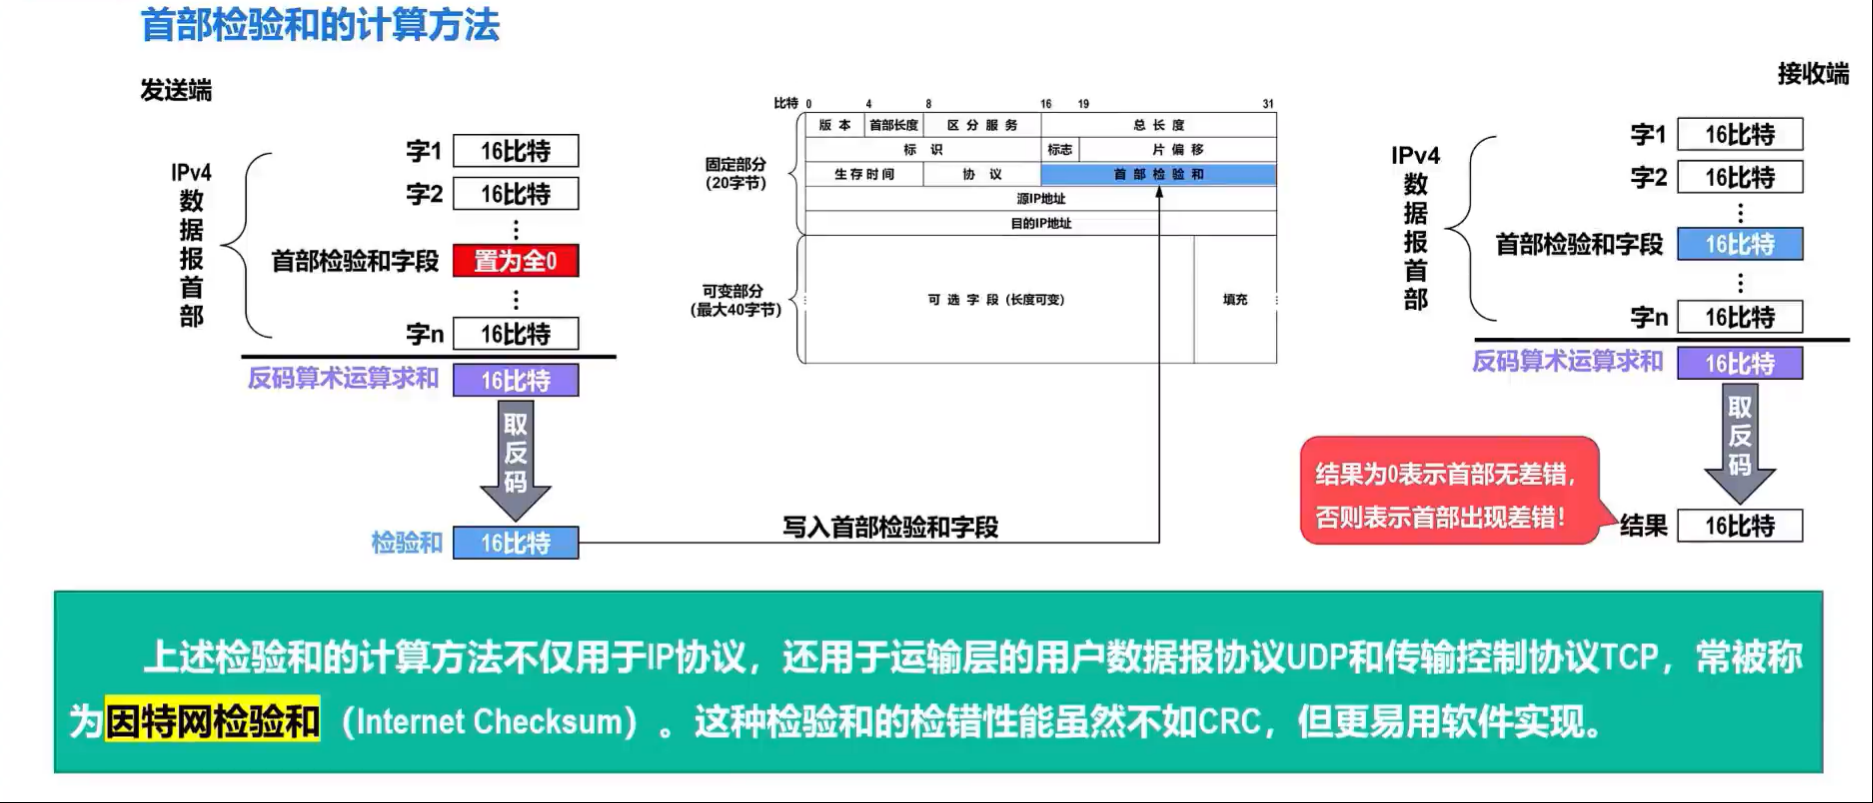 首部检验和的计算方法
发送端
IPv4
数
据
报
首
部
字1 16比特
字2 16比特
⋮
首部检验和字段 置为全0
⋮
字n 16比特
反码算术运算求和 16比特
取
反
码
检验和 16比特
写入首部检验和字段
比特 0 4 8 16 19 31
固定部分
(20字节)
版 本 首部长度 区 分 服 务 总 长 度
标 识 标志 片 偏 移
生 存 时 间 协 议 首 部 检 验 和
源IP地址
目的IP地址
可变部分
(最大40字节)
可 选 字 段 (长度可变) 填充
接收端
IPv4
数
据
报
首
部
字1 16比特
字2 16比特
⋮
首部检验和字段 16比特
⋮
字n 16比特
反码算术运算求和 16比特
取
反
码
结果为0表示首部无差错，
否则表示首部出现差错！
结果 16比特
上述检验和的计算方法不仅用于IP协议，还用于运输层的用户数据报协议UDP和传输控制协议TCP，常被称
为因特网检验和（Internet Checksum）。这种检验和的检错性能虽然不如CRC，但更易用软件实现。